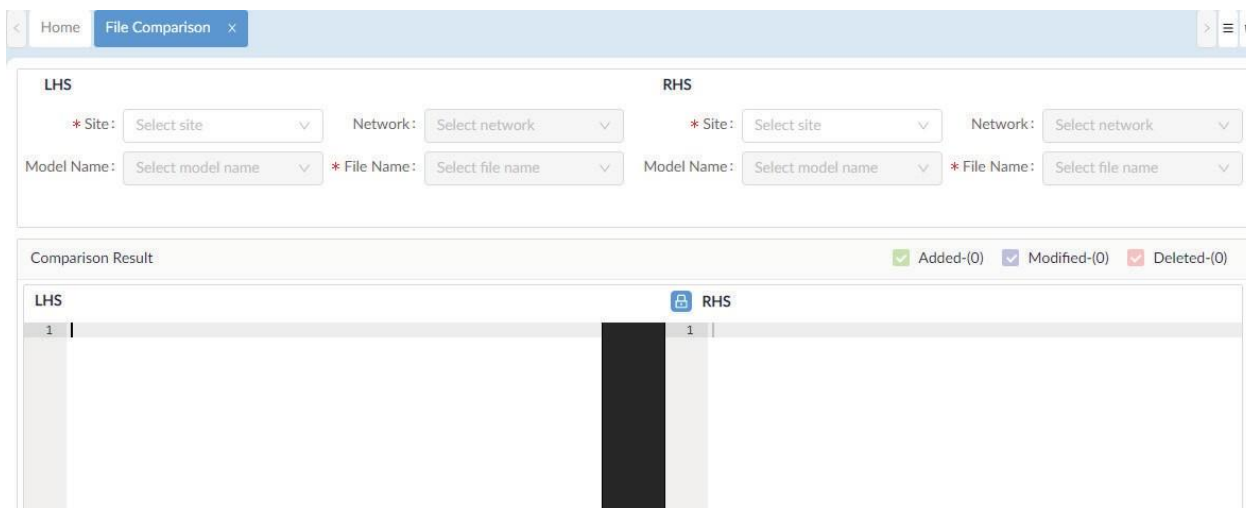 Home File Comparison ×
LHS RHS
* Site: Select site Network: Select network * Site: Select site Network: Select network
Model Name: Select model name * File Name: Select file name Model Name: Select model name * File Name: Select file name
Comparison Result Added-(0) Modified-(0) Deleted-(0)
LHS RHS
1 1